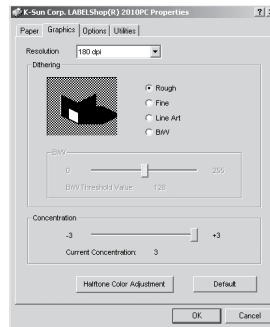 K-Sun Corp. LABELShop(R) 2010PC Properties ?
Paper Graphics Options Utilities
Resolution 180 dpi
Dithering
Rough
Fine
Line Art
B/W
B/W
0 255
B/W Threshold Value: 128
Concentration
-3 +3
Current Concentration: 3
Halftone Color Adjustment Default
OK Cancel